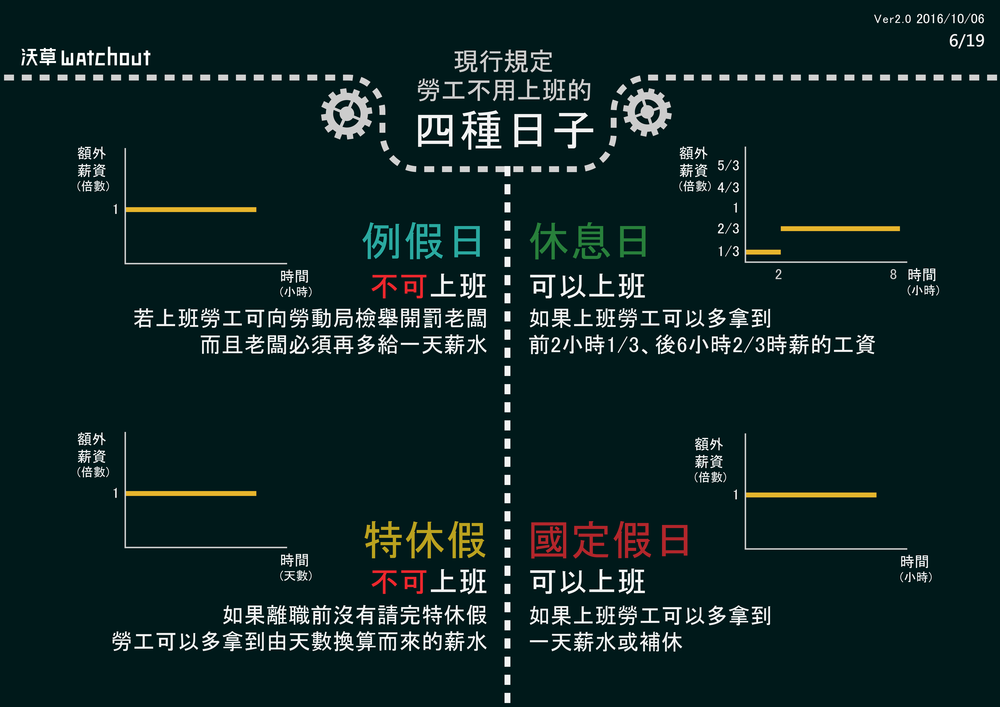 Ver2.0 2016/10/06
6/19
沃草 watchout
現行規定
勞工不用上班的
四種日子
額外
薪資
(倍數)
1
時間
(小時)
例假日
不可上班
若上班勞工可向勞動局檢舉開罰老闆
而且老闆必須再多給一天薪水
額外
薪資
(倍數)
5/3
4/3
1
2/3
1/3
2
8
時間
(小時)
休息日
可以上班
如果上班勞工可以多拿到
前2小時1/3、後6小時2/3時薪的工資
額外
薪資
(倍數)
1
時間
(天數)
特休假
不可上班
如果離職前沒有請完特休假
勞工可以多拿到由天數換算而來的薪水
額外
薪資
(倍數)
1
時間
(小時)
國定假日
可以上班
如果上班勞工可以多拿到
一天薪水或補休